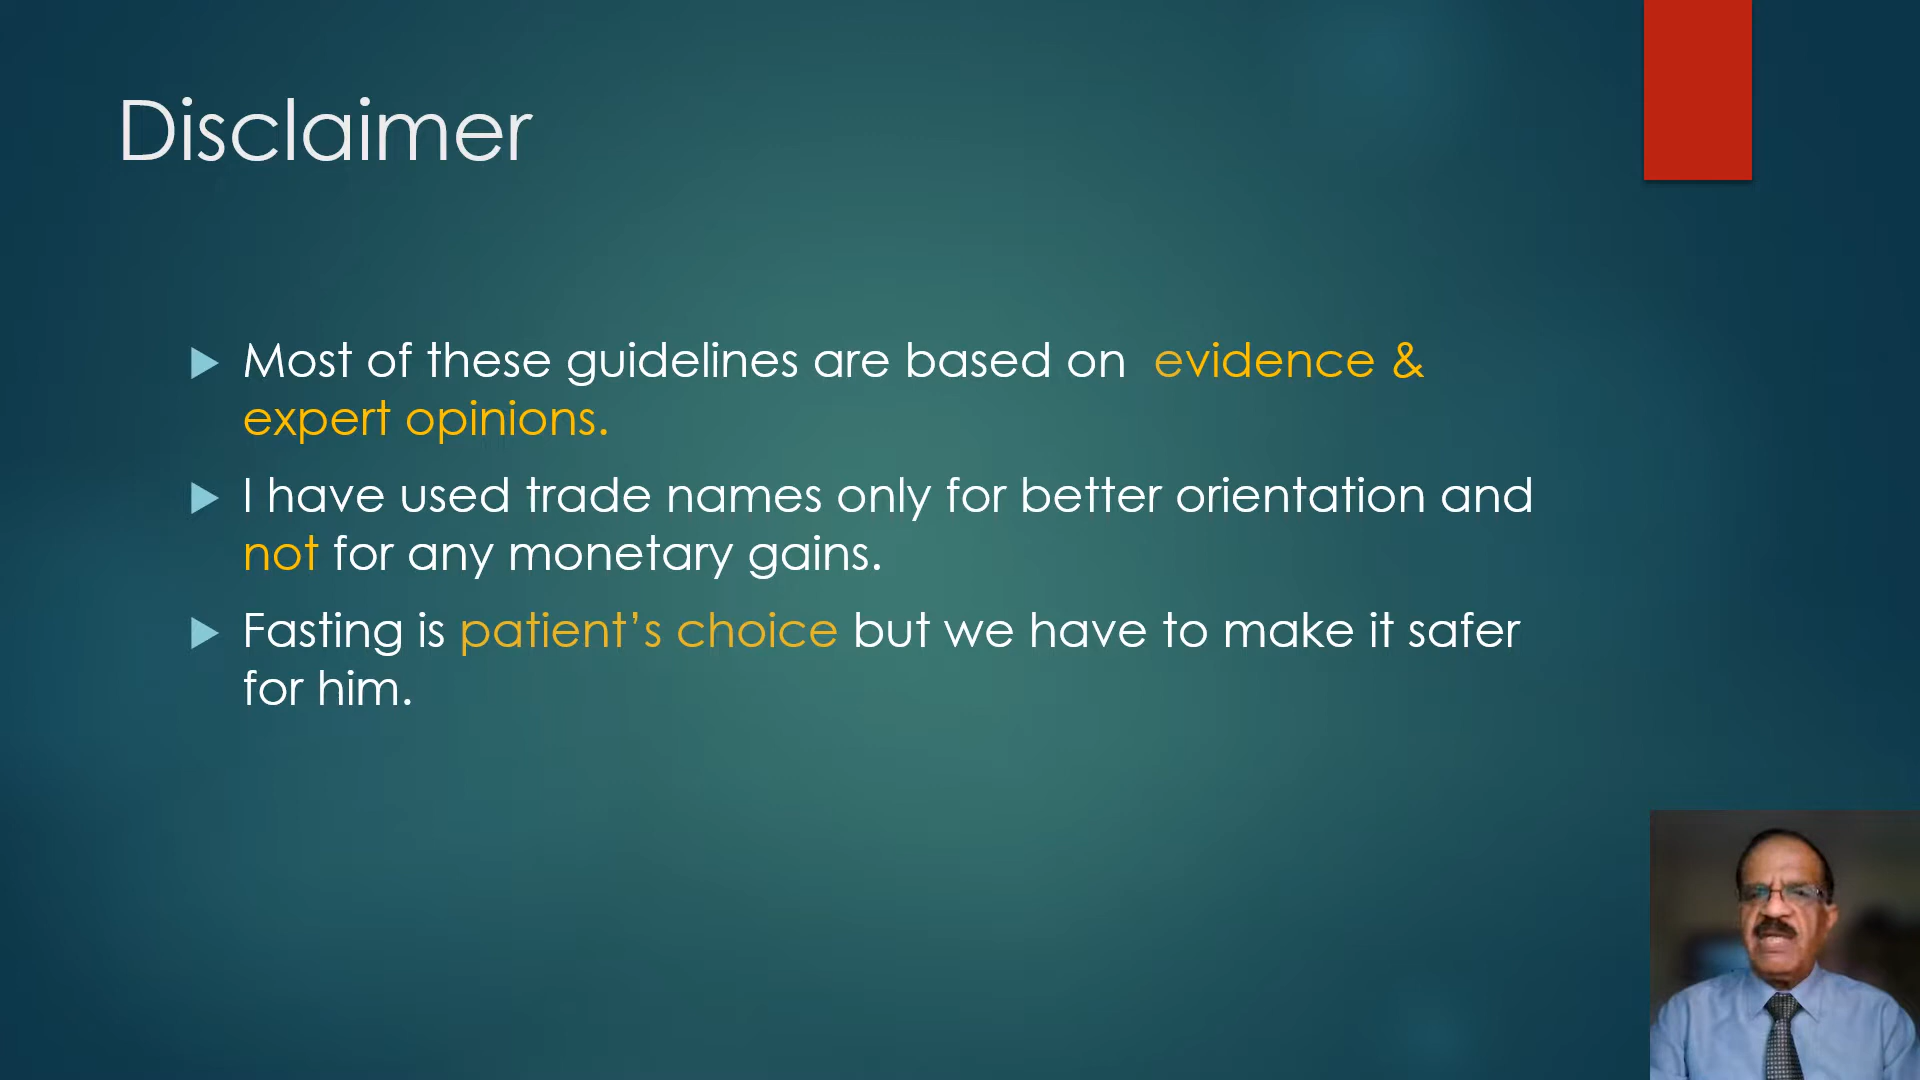 Disclaimer
Most of these guidelines are based on evidence &
expert opinions.
I have used trade names only for better orientation and
not for any monetary gains.
Fasting is patient’s choice but we have to make it safer
for him.